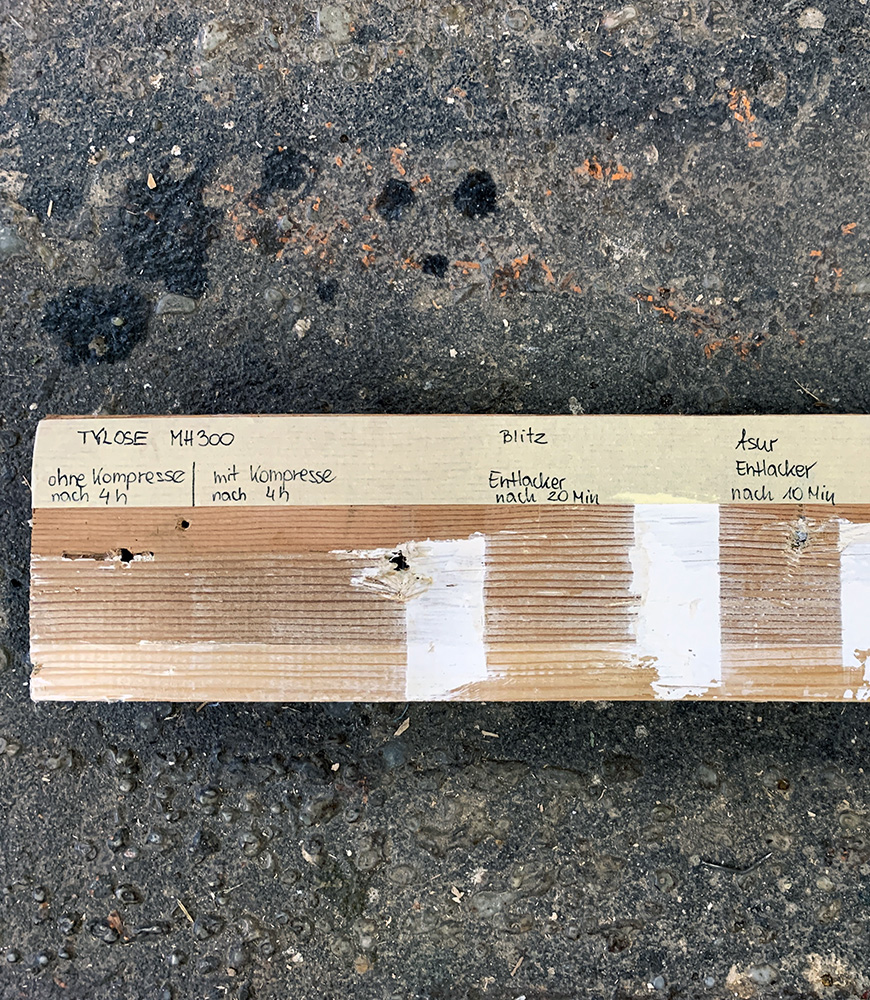 TYLOSE MH300
ohne Kompresse | mit Kompresse
nach 4h nach 4h
Blitz
Entlacker
nach 20 Min
Asur
Entlacker
nach 10 Min